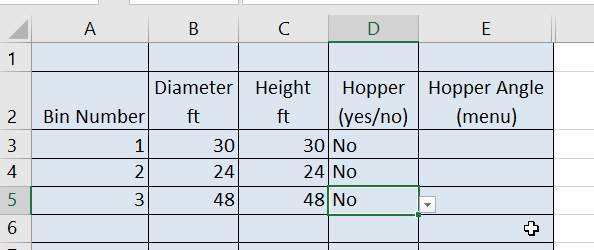 A B C D E
1
Diameter Height Hopper Hopper Angle
2 Bin Number ft ft (yes/no) (menu)
3 1 30 30 No
4 2 24 24 No
5 3 48 48 No
6